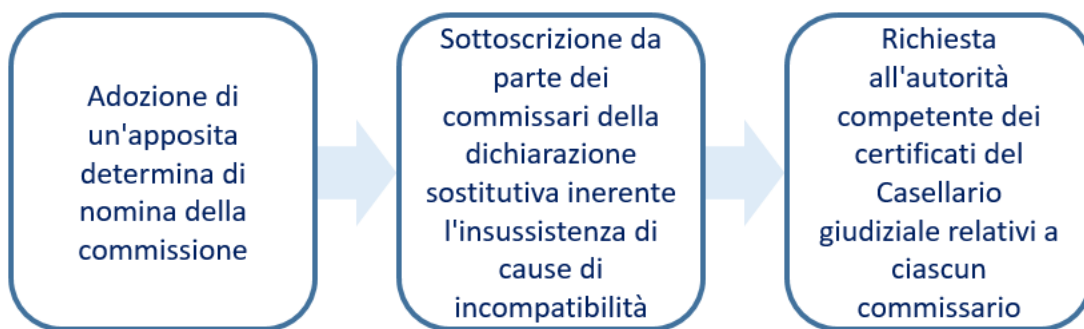 Adozione di
un'apposita
determina di
nomina della
commissione
Sottoscrizione da
parte dei
commissari della
dichiarazione
sostitutiva inerente
l'insussistenza di
cause di
incompatibilità
Richiesta
all'autorità
competente dei
certificati del
Casellario
giudiziale relativi a
ciascun
commissario